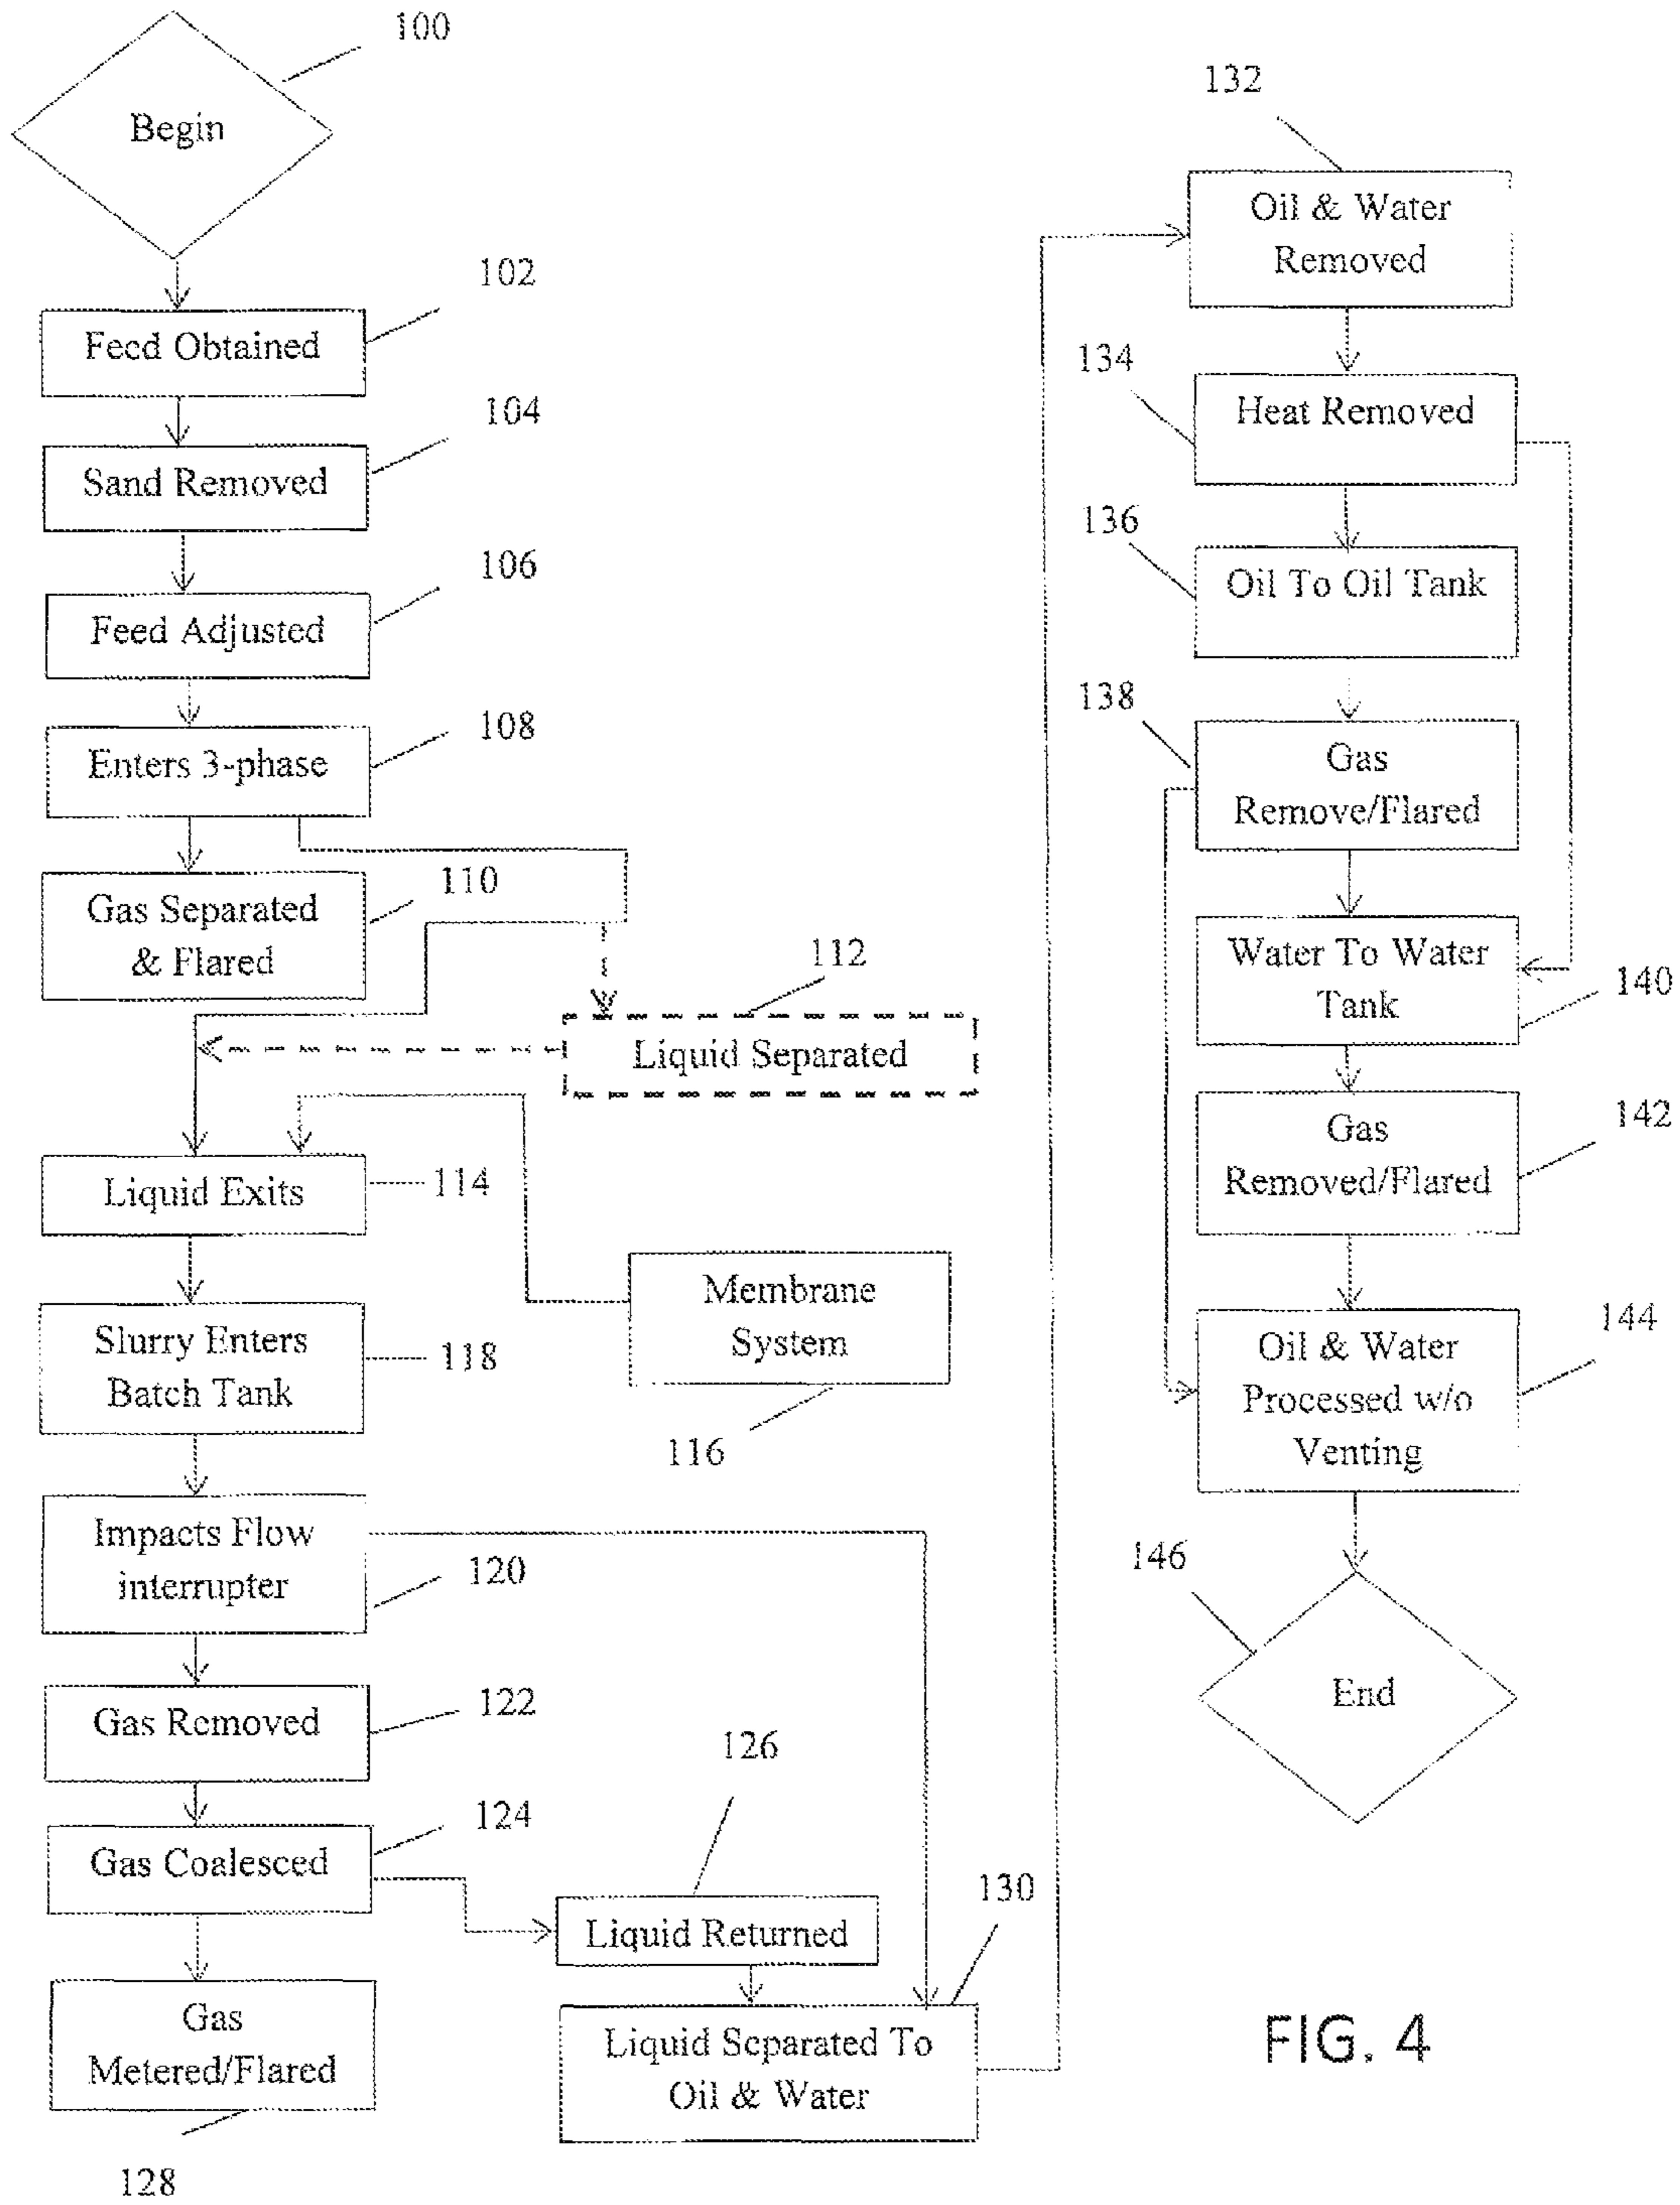 100
Begin
102
Feed Obtained
104
Sand Removed
106
Feed Adjusted
108
Enters 3-phase
110
Gas Separated
& Flared
112
Liquid Separated
Liquid Exits
114
Membrane
System
116
Slurry Enters
Batch Tank
118
Impacts Flow
interrupter
120
Gas Removed
122
Gas Coalesced
124
126
Liquid Returned
Gas
Metered/Flared
128
130
Liquid Separated To
Oil & Water
132
Oil & Water
Removed
134
Heat Removed
136
Oil To Oil Tank
138
Gas
Remove/Flared
Water To Water
Tank
140
Gas
Removed/Flared
142
Oil & Water
Processed w/o
Venting
144
146
End
FIG. 4